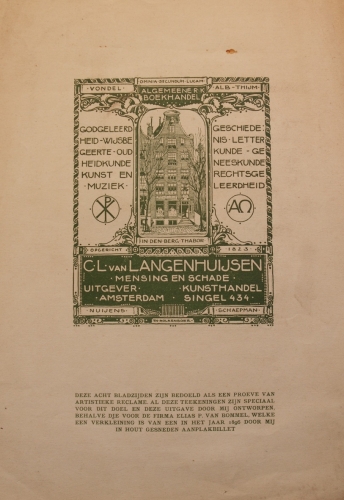 OMNIA EXEUNDUM LUCAM
·VONDEL·
ALGEMEENE R·K
BOEKHANDEL
ALB·THIJM·
GODGELEERD
HEID·WIJSBE
GEERTE·OUD
HEIDKUNDE
KUNST EN
·MUZIEK·
GESCHIEDE:
NIS·LETTER
KUNDE·GE
NEESKUNDE
RECHTSGE
LEERDHEID
ΑΩ
IN DEN BERG THABOR
OPGERICHT
1823
C·L·VAN LANGENHUIJSEN
·MENSING EN SCHADE·
UITGEVER · KUNSTHANDEL
·AMSTERDAM · SINGEL 434·
·NUIJENS·
·SCHAEPMAN·
DEZE ACHT BLADZIJDEN ZIJN BEDOELD ALS EEN PROEVE VAN
ARTISTIEKE RECLAME. AL DEZE TEEKENINGEN ZIJN SPECIAAL
VOOR DIT DOEL EN DEZE UITGAVE DOOR MIJ ONTWORPEN.
BEHALVE DIE VOOR DE FIRMA ELIAS P. VAN BOMMEL, WELKE
EEN VERKLEINING IS VAN EEN IN HET JAAR 1896 DOOR MIJ
IN HOUT GESNEDEN AANPLAKBILLET